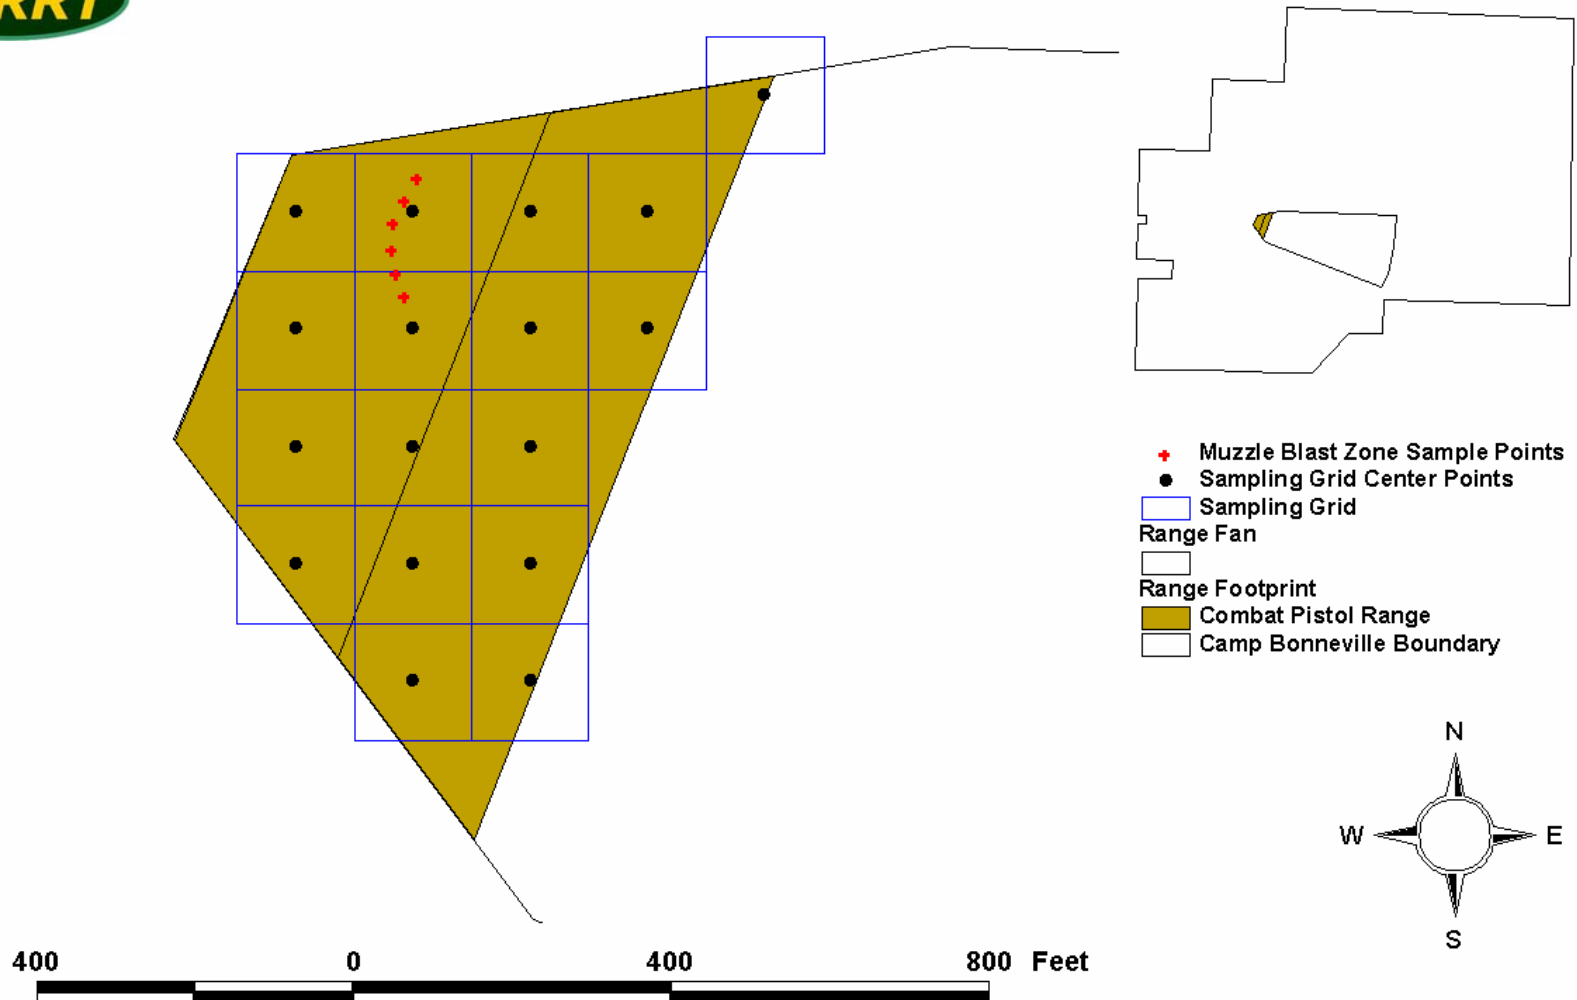 Muzzle Blast Zone Sample Points
Sampling Grid Center Points
Sampling Grid
Range Fan
Range Footprint
Combat Pistol Range
Camp Bonneville Boundary
N
W E
S
400 0 400 800 Feet